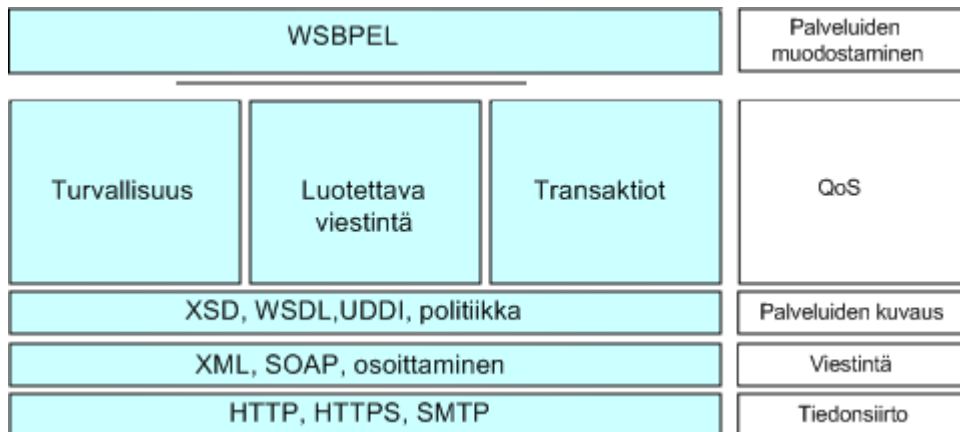 WSBPEL
Palveluiden
muodostaminen
Turvallisuus
Luotettava
viestintä
Transaktiot
QoS
XSD, WSDL,UDDI, politiikka
Palveluiden kuvaus
XML, SOAP, osoittaminen
Viestintä
HTTP, HTTPS, SMTP
Tiedonsiirto